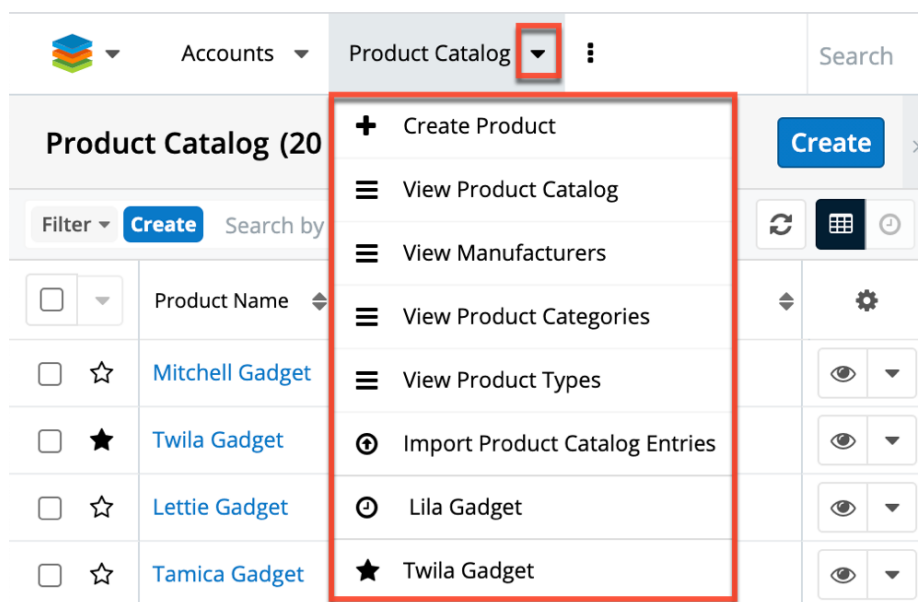 Accounts
Product Catalog
Search
Product Catalog (20
Create
Filter
Create
Search by
Product Name
Create Product
View Product Catalog
View Manufacturers
View Product Categories
View Product Types
Import Product Catalog Entries
Lila Gadget
Twila Gadget
Mitchell Gadget
Twila Gadget
Lettie Gadget
Tamica Gadget